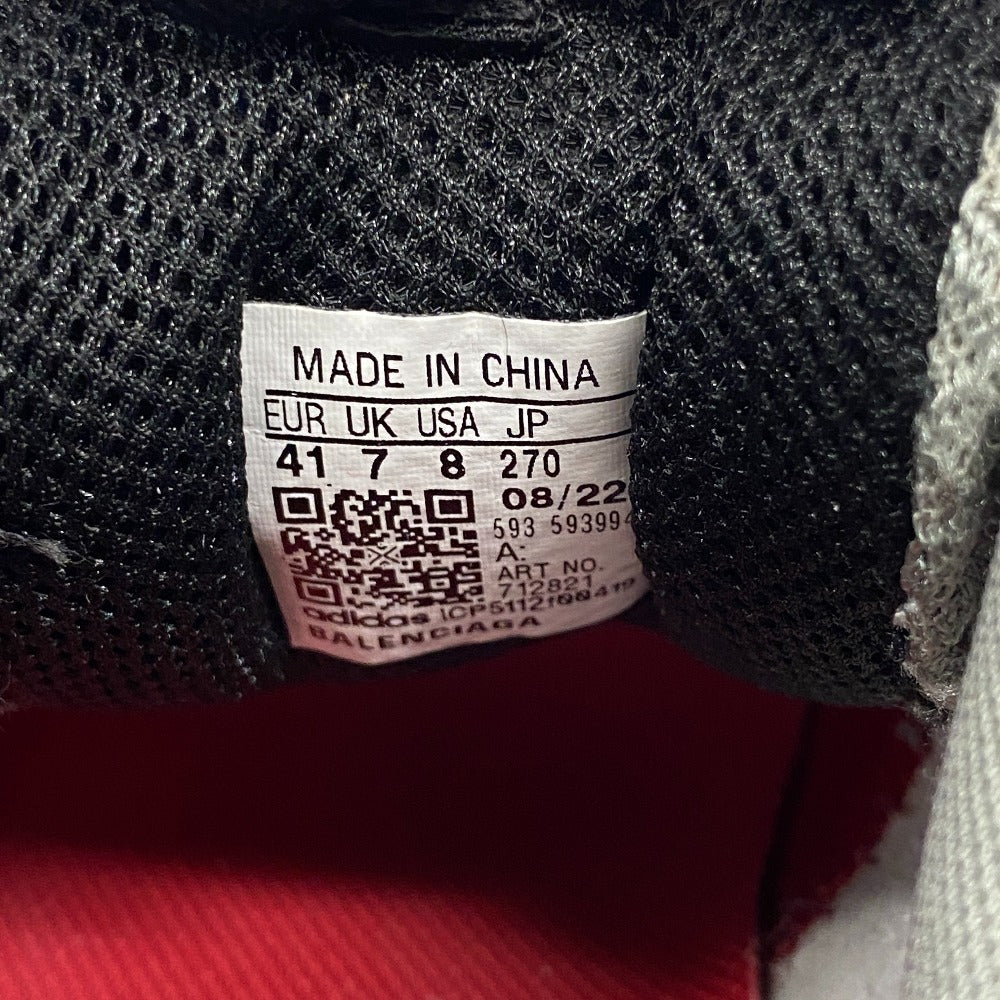 MADE IN CHINA
EUR UK USA JP
41 7 8 270
08/22
593 593994
A:
ART NO.
712821
adidas ICP5112100419
BALENCIAGA